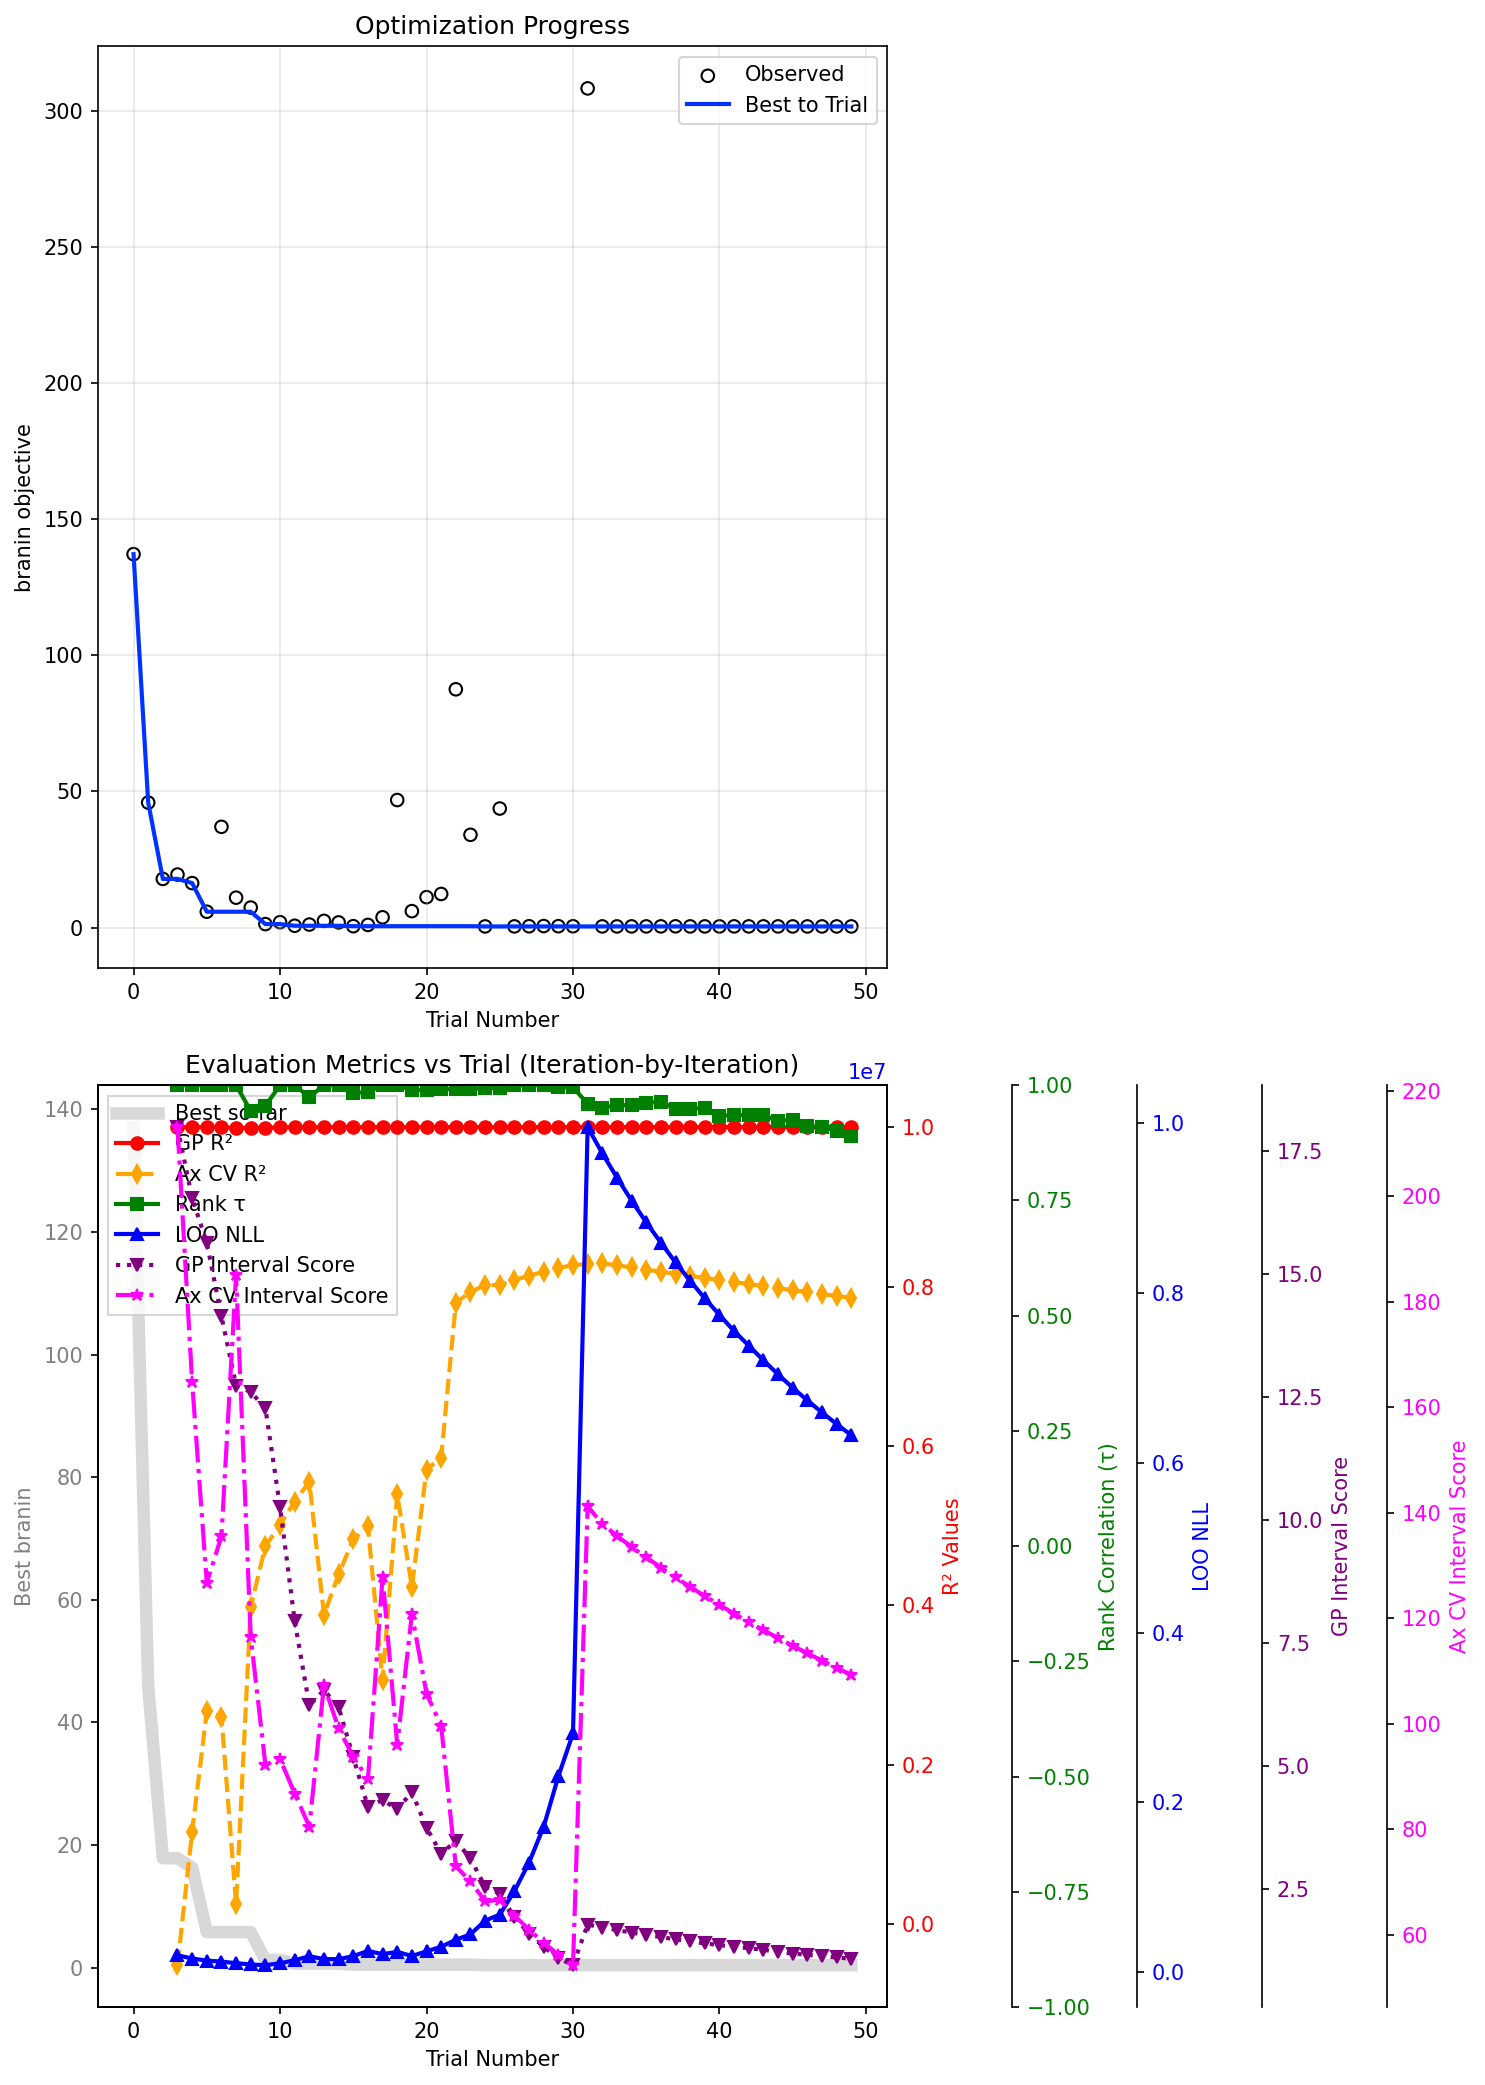 Optimization Progress
Observed
Best to Trial
300
250
200
150
100
50
0
branin objective
0 10 20 30 40 50
Trial Number
Evaluation Metrics vs Trial (Iteration-by-Iteration)
1e7
Best so far
GP R²
Ax CV R²
Rank τ
LOO NLL
GP Interval Score
Ax CV Interval Score
140
120
100
80
60
40
20
0
Best branin
1.0
0.8
0.6
0.4
0.2
0.0
R² Values
1.00
0.75
0.50
0.25
0.00
−0.25
−0.50
−0.75
−1.00
Rank Correlation (τ)
1.0
0.8
0.6
0.4
0.2
0.0
LOO NLL
17.5
15.0
12.5
10.0
7.5
5.0
2.5
GP Interval Score
220
200
180
160
140
120
100
80
60
Ax CV Interval Score
0 10 20 30 40 50
Trial Number